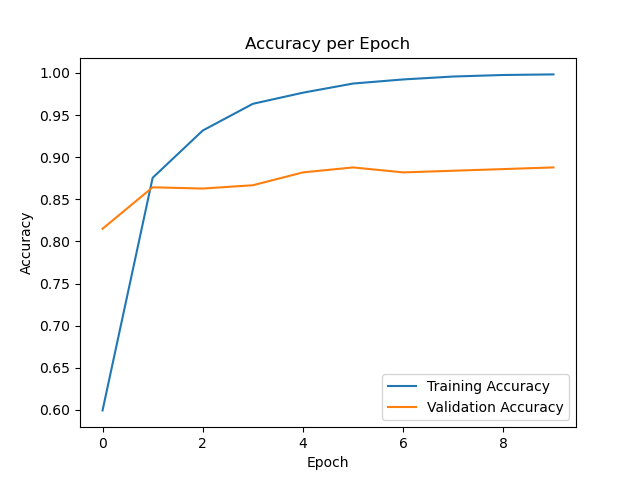 Accuracy per Epoch
1.00
0.95
0.90
0.85
0.80
0.75
0.70
0.65
0.60
Accuracy
0 2 4 6 8
Epoch
Training Accuracy
Validation Accuracy